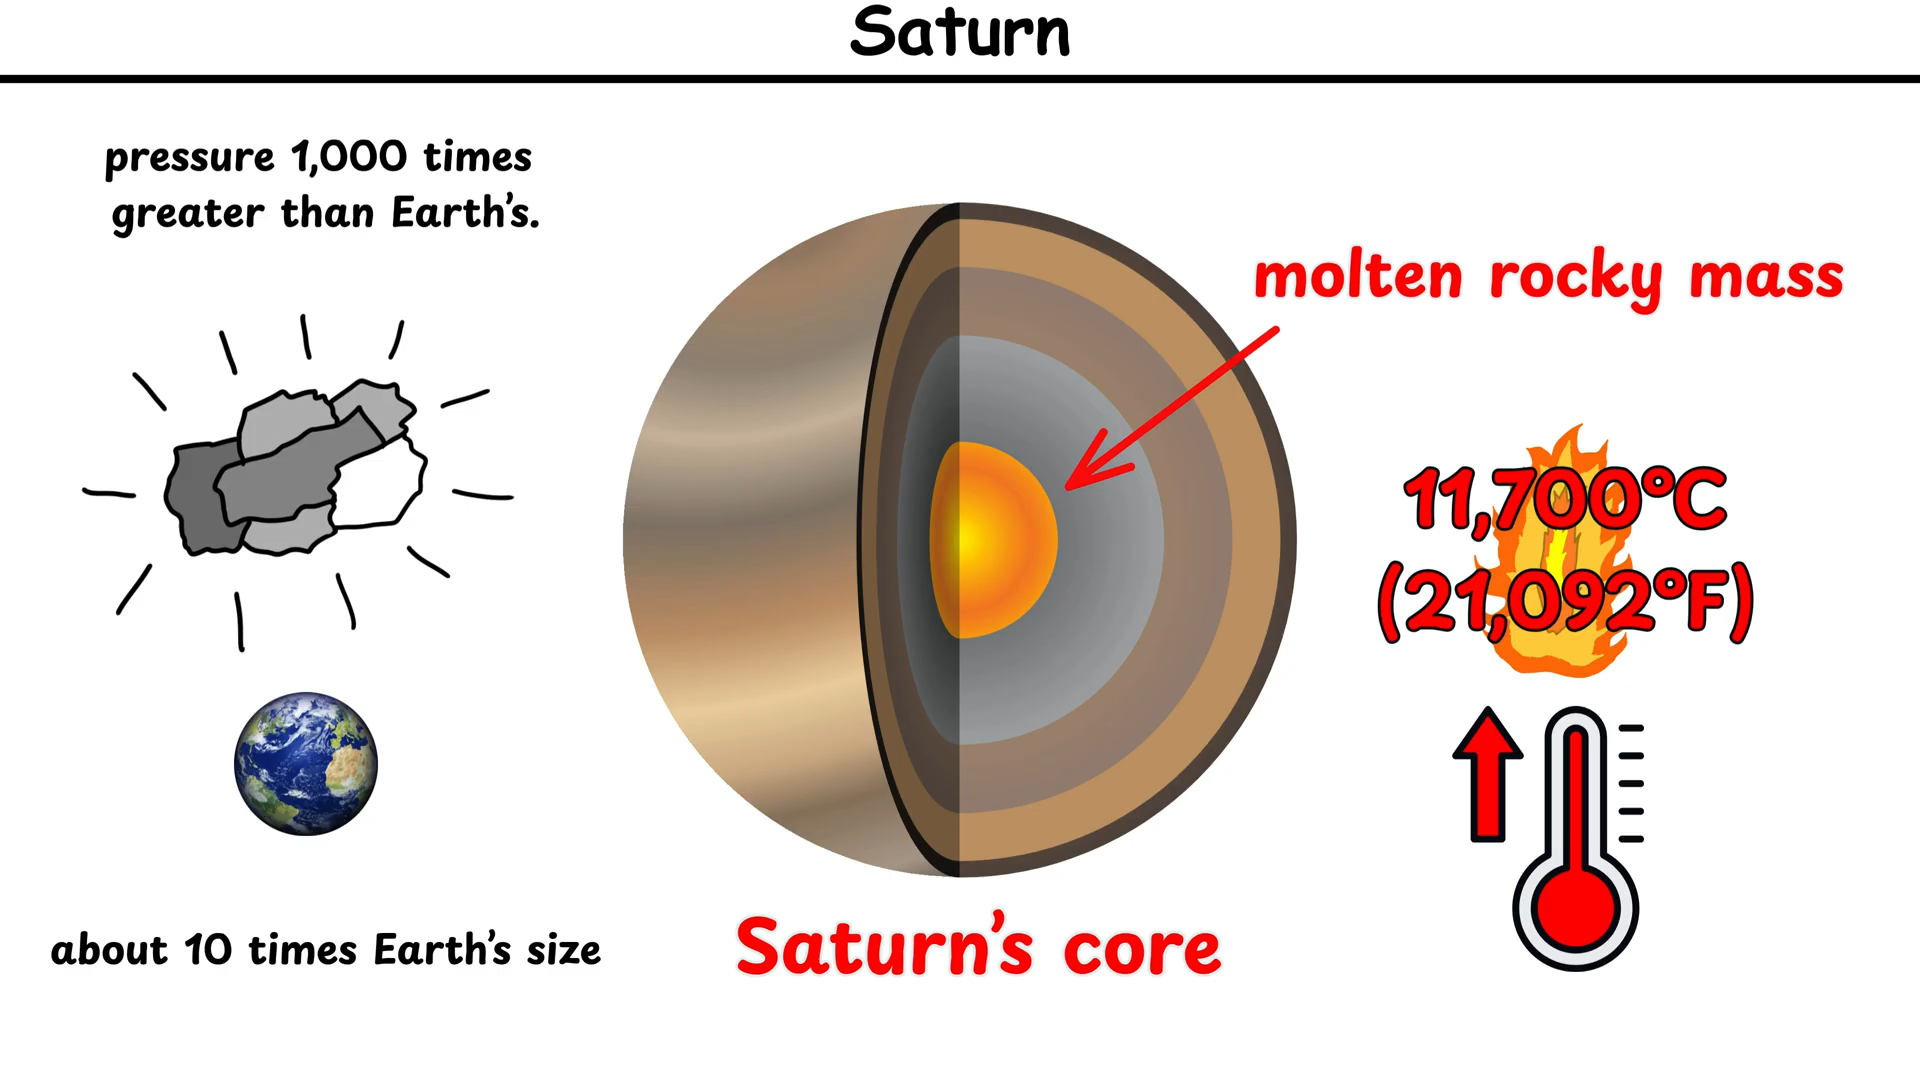 Saturn
pressure 1,000 times
greater than Earth's.
molten rocky mass
11,700°C
(21,092°F)
about 10 times Earth's size
Saturn's core